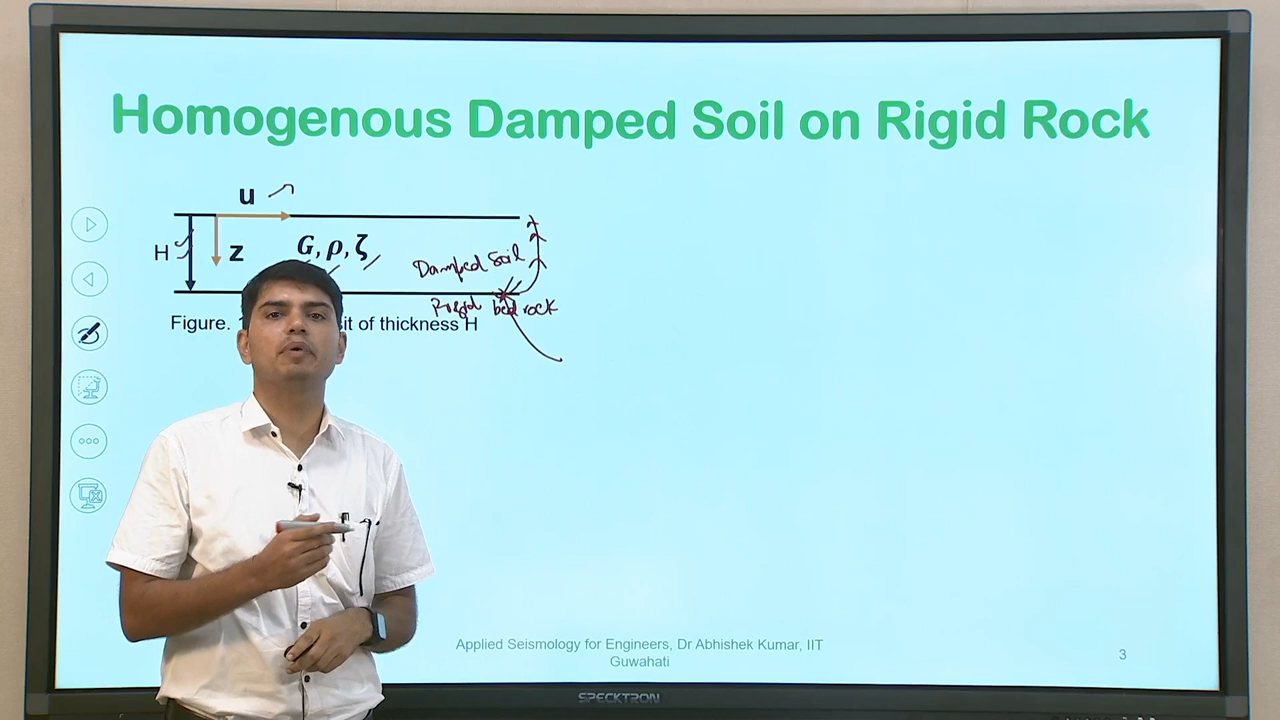 Homogenous Damped Soil on Rigid Rock
u
H
z
G, ρ, ζ
Damped Soil
Rigid bed rock
Figure. it of thickness H
Applied Seismology for Engineers, Dr Abhishek Kumar, IIT
Guwahati
3
SPECKTRON